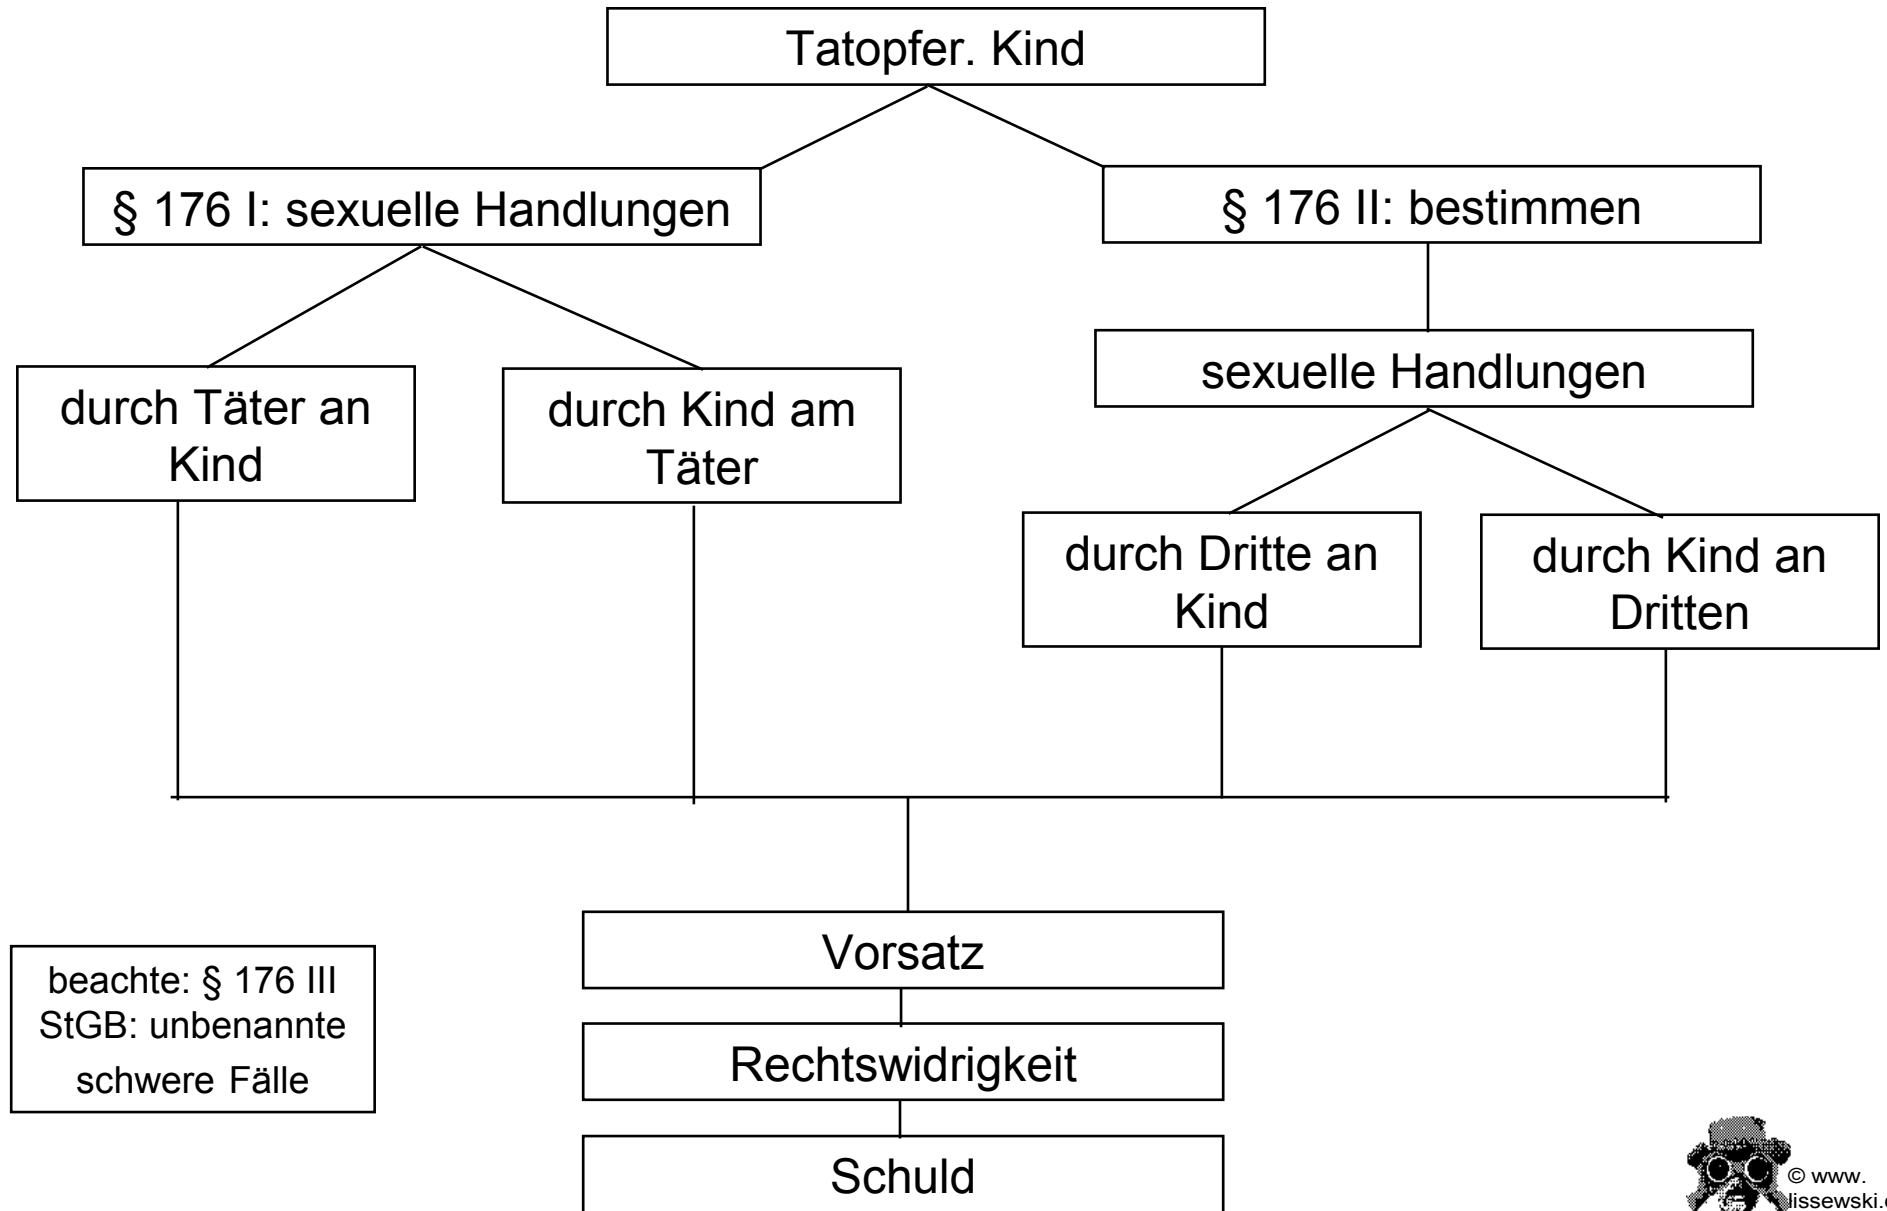 Tatopfer. Kind
§ 176 I: sexuelle Handlungen
§ 176 II: bestimmen
sexuelle Handlungen
durch Täter an
Kind
durch Kind am
Täter
durch Dritte an
Kind
durch Kind an
Dritten
Vorsatz
beachte: § 176 III
StGB: unbenannte
schwere Fälle
Rechtswidrigkeit
Schuld
© www.
lissewski.